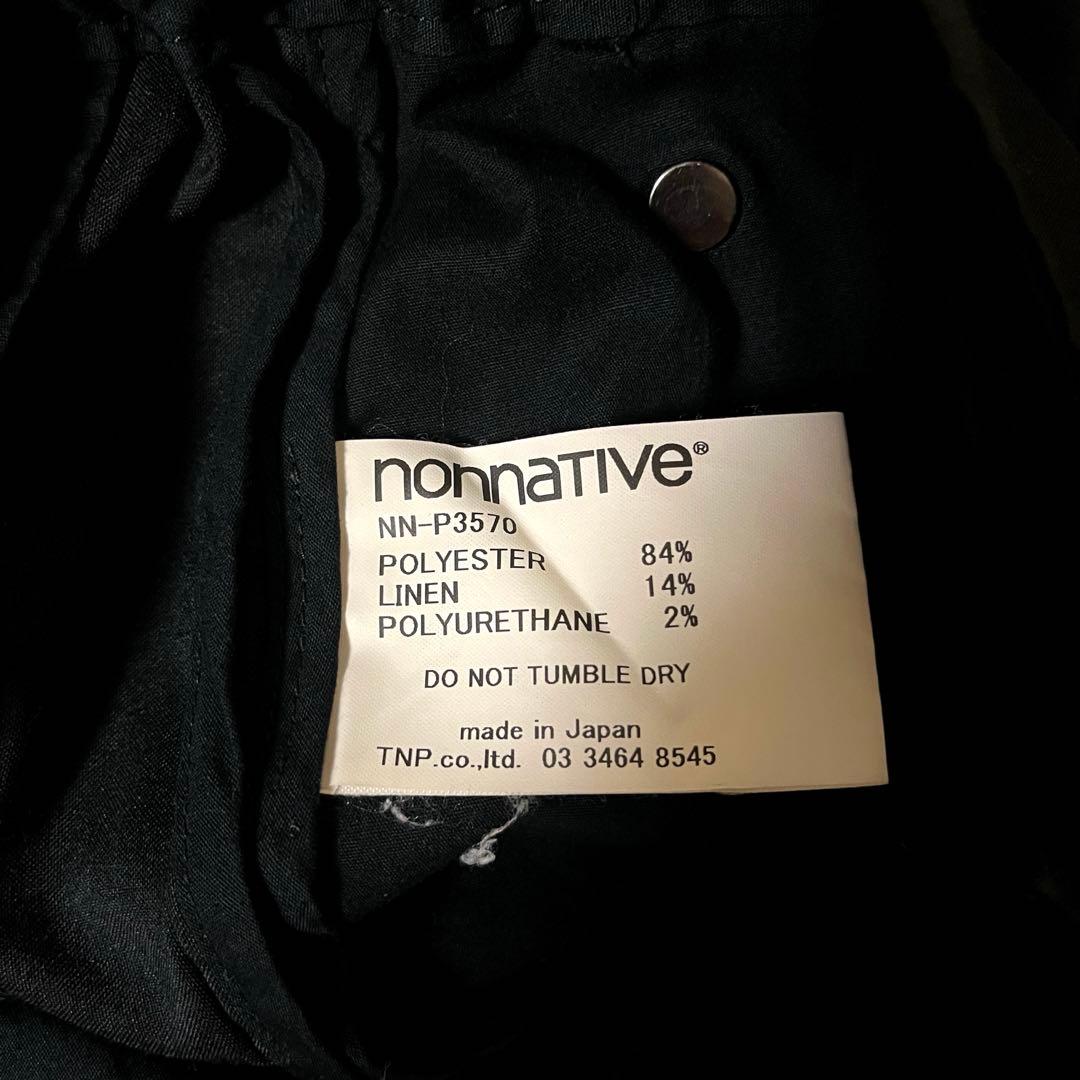 nonnaTIVe®
NN-P3570
POLYESTER 84%
LINEN 14%
POLYURETHANE 2%
DO NOT TUMBLE DRY
made in Japan
TNP.co.,ltd. 03 3464 8545